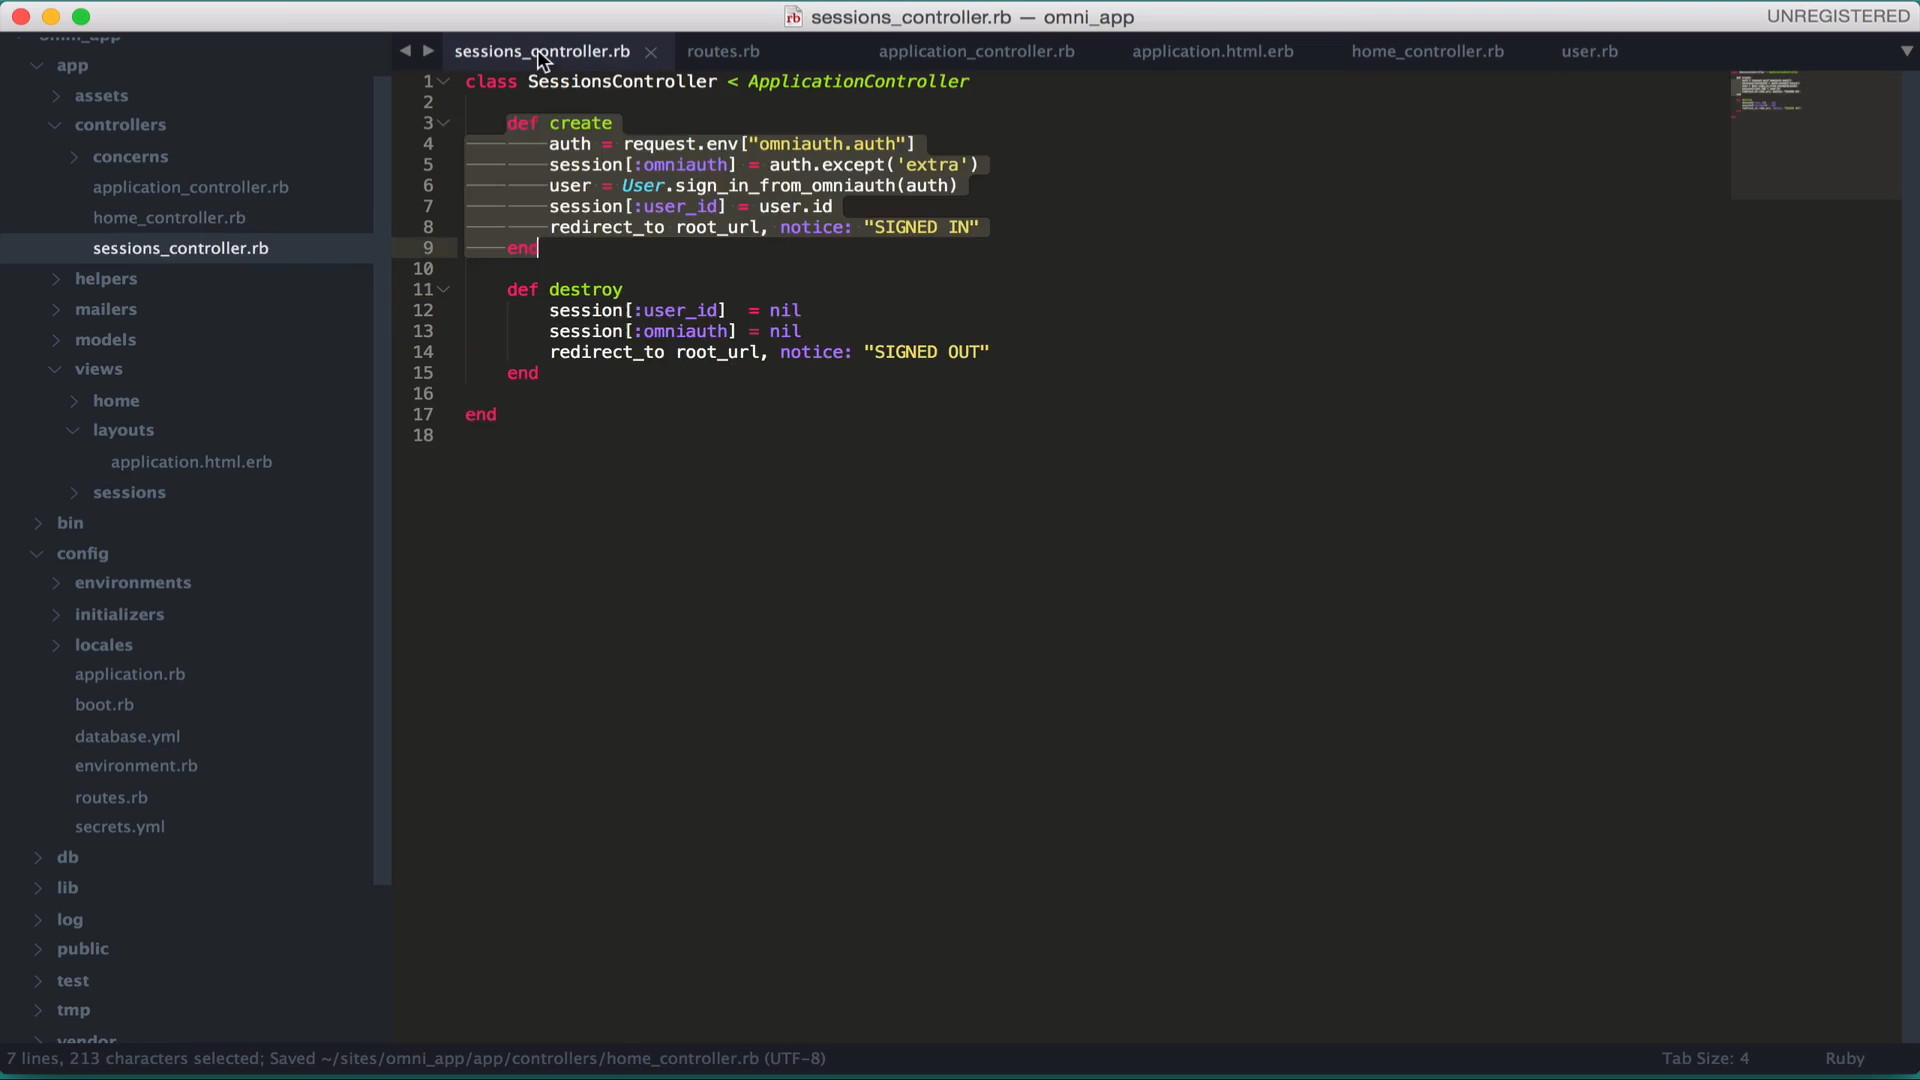 sessions_controller.rb — omni_app
UNREGISTERED
omni_app
app
assets
controllers
concerns
application_controller.rb
home_controller.rb
sessions_controller.rb
helpers
mailers
models
views
home
layouts
application.html.erb
sessions
bin
config
environments
initializers
locales
application.rb
boot.rb
database.yml
environment.rb
routes.rb
secrets.yml
db
lib
log
public
test
tmp
vendor
sessions_controller.rb
routes.rb
application_controller.rb
application.html.erb
home_controller.rb
user.rb
1 class SessionsController < ApplicationController
2
3 def create
4 auth = request.env["omniauth.auth"]
5 session[:omniauth] = auth.except('extra')
6 user = User.sign_in_from_omniauth(auth)
7 session[:user_id] = user.id
8 redirect_to root_url, notice: "SIGNED IN"
9 end
10
11 def destroy
12 session[:user_id]  = nil
13 session[:omniauth] = nil
14 redirect_to root_url, notice: "SIGNED OUT"
15 end
16
17 end
18
7 lines, 213 characters selected; Saved ~/sites/omni_app/app/controllers/home_controller.rb (UTF-8)
Tab Size: 4
Ruby